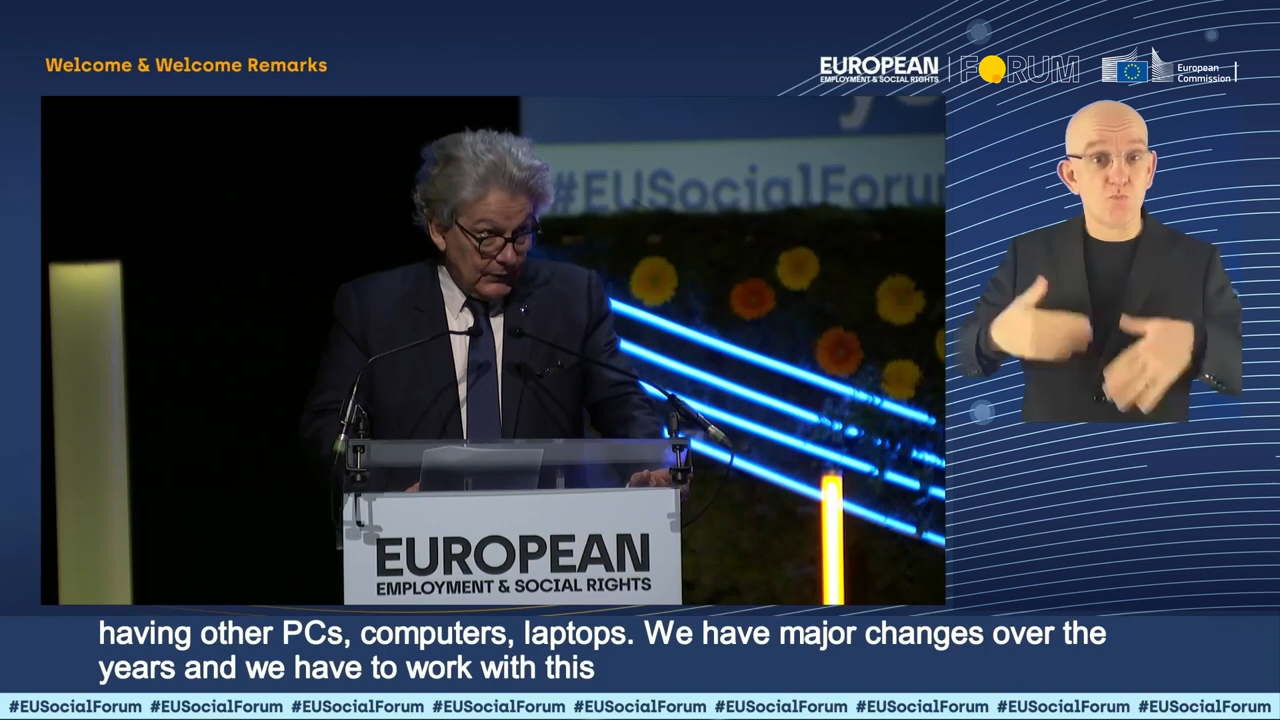 Welcome & Welcome Remarks
EUROPEAN
EMPLOYMENT & SOCIAL RIGHTS
FORUM
European
Commission
#EUSocialForu
EUROPEAN
EMPLOYMENT & SOCIAL RIGHTS
having other PCs, computers, laptops. We have major changes over the
years and we have to work with this
#EUSocialForum #EUSocialForum #EUSocialForum #EUSocialForum #EUSocialForum #EUSocialForum #EUSocialForum #EUSocialForum #EUSocialForum